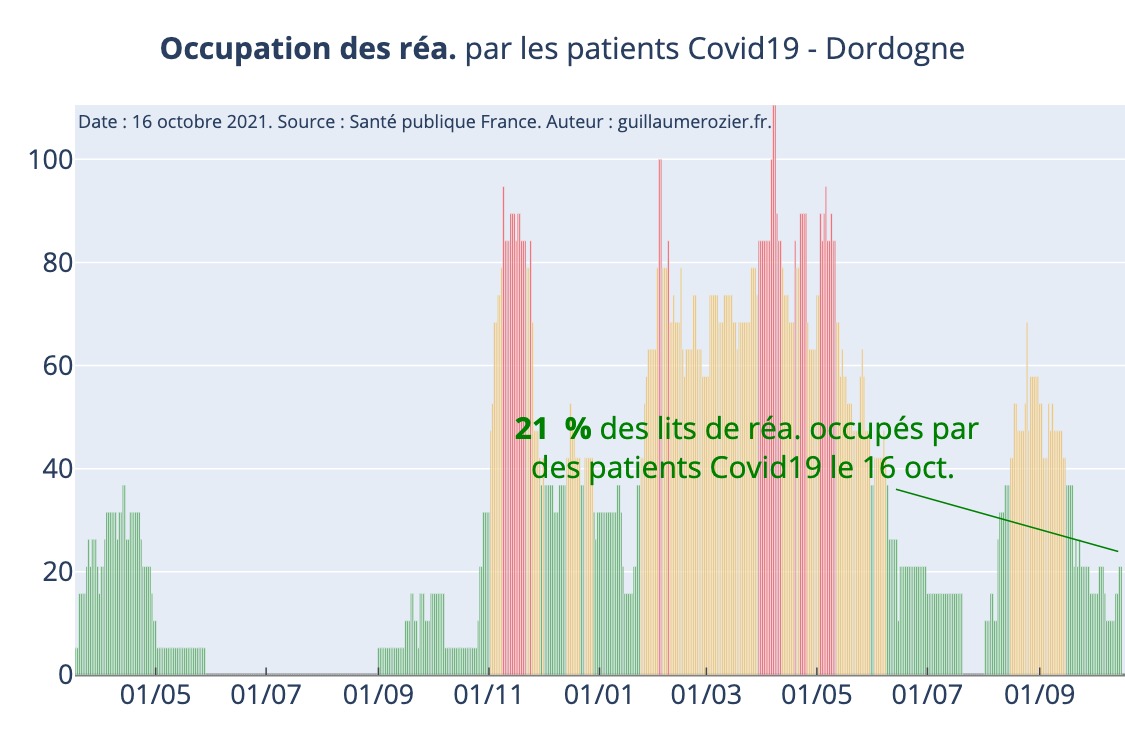 Occupation des réa. par les patients Covid19 - Dordogne
Date : 16 octobre 2021. Source : Santé publique France. Auteur : guillaumerozier.fr.
100
80
60
40
20
0
21 % des lits de réa. occupés par
des patients Covid19 le 16 oct.
01/05 01/07 01/09 01/11 01/01 01/03 01/05 01/07 01/09